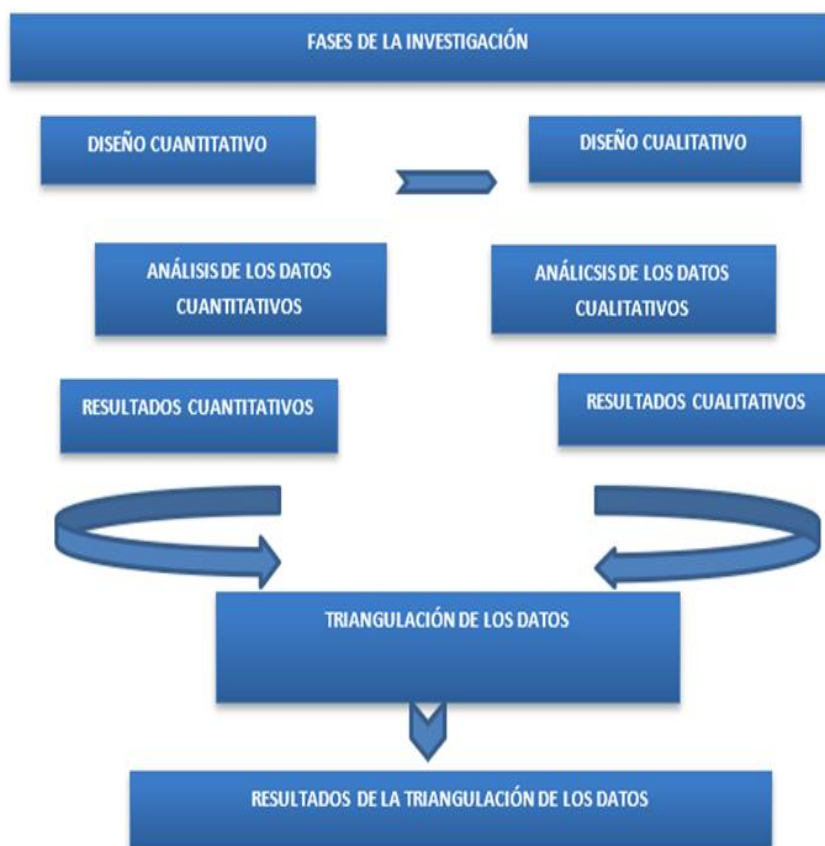 FASES DE LA INVESTIGACIÓN
DISEÑO CUANTITATIVO
DISEÑO CUALITATIVO
ANÁLISIS DE LOS DATOS
CUANTITATIVOS
ANÁLICSIS DE LOS DATOS
CUALITATIVOS
RESULTADOS CUANTITATIVOS
RESULTADOS CUALITATIVOS
TRIANGULACIÓN DE LOS DATOS
RESULTADOS DE LA TRIANGULACIÓN DE LOS DATOS